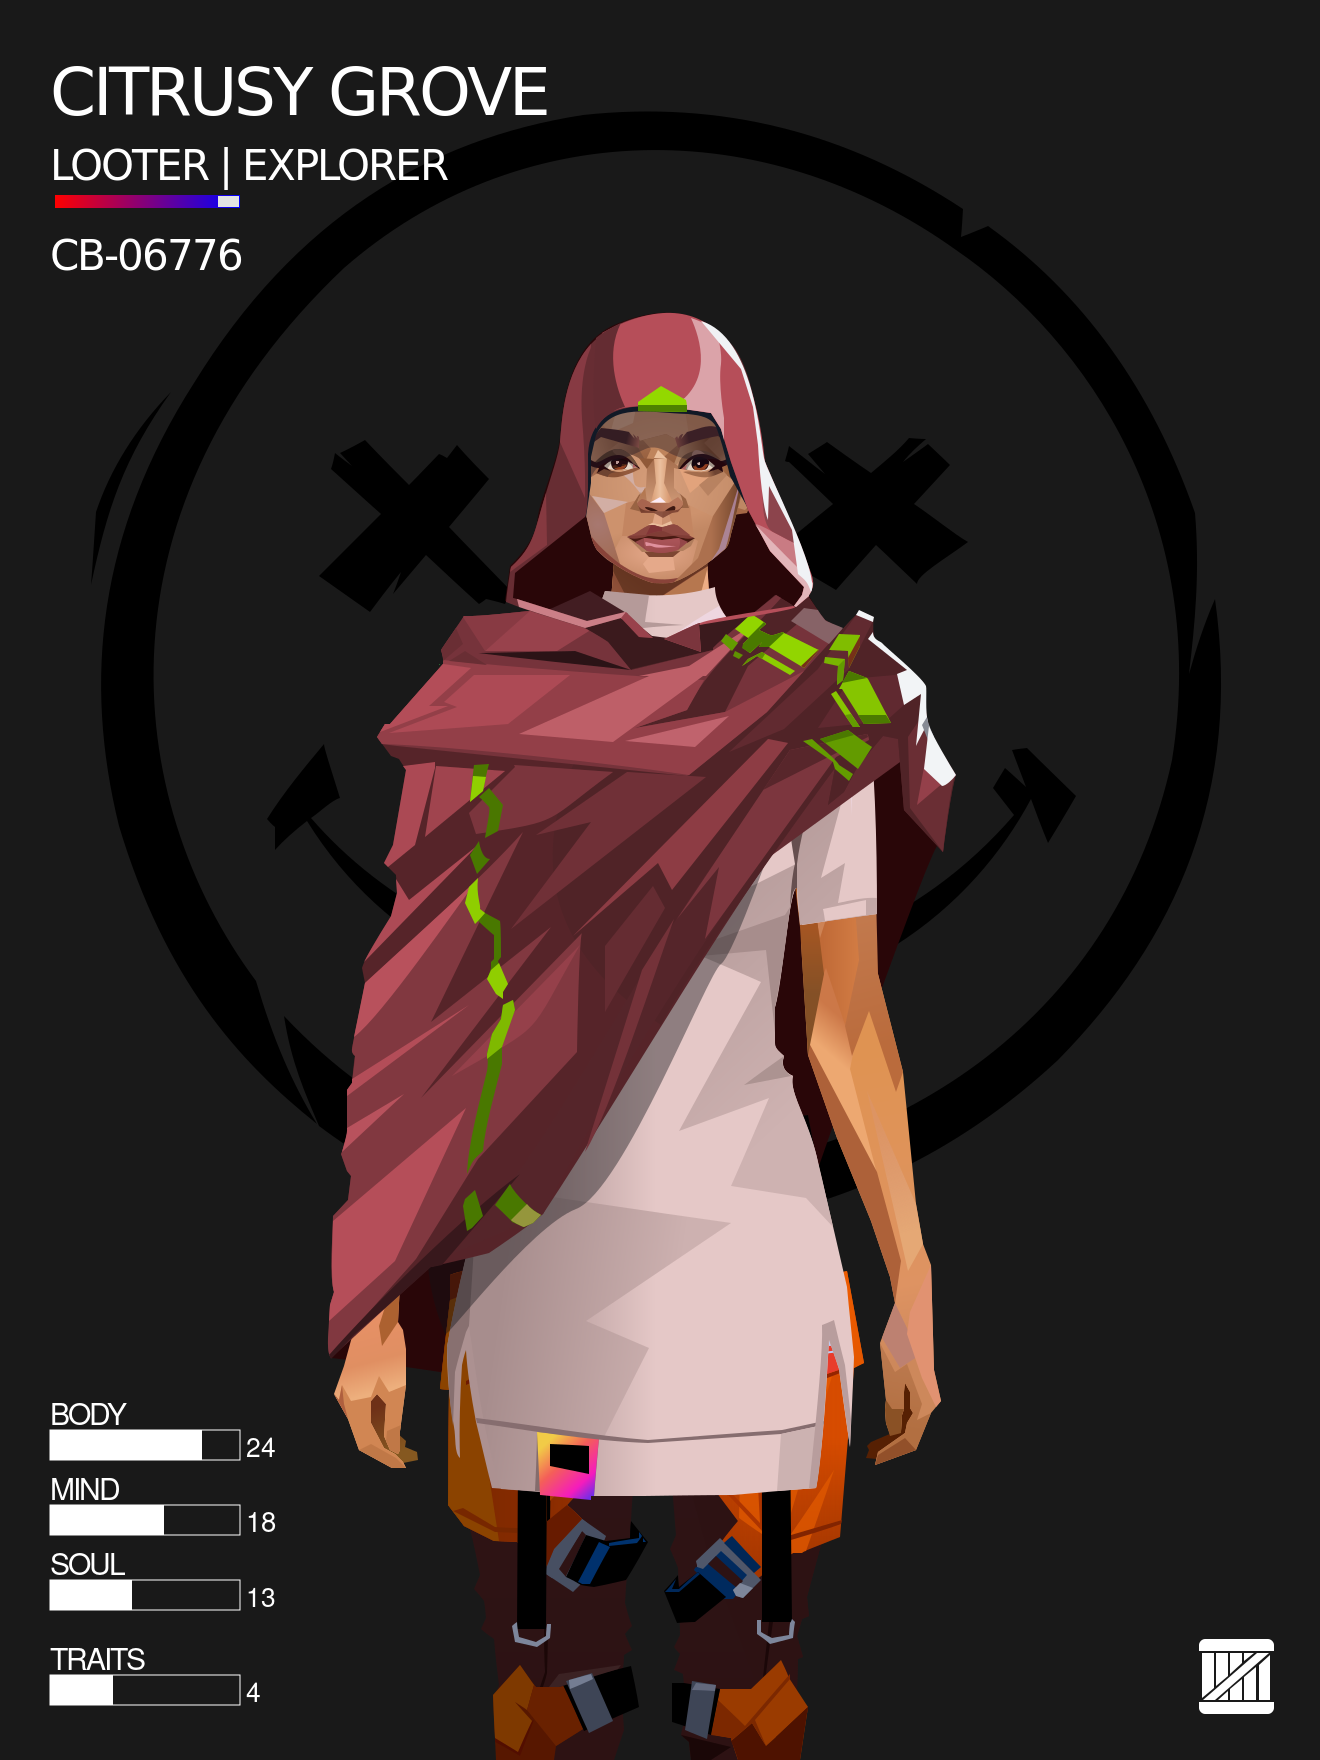 CITRUSY GROVE
LOOTER | EXPLORER
CB-06776
BODY
24
MIND
18
SOUL
13
TRAITS
4